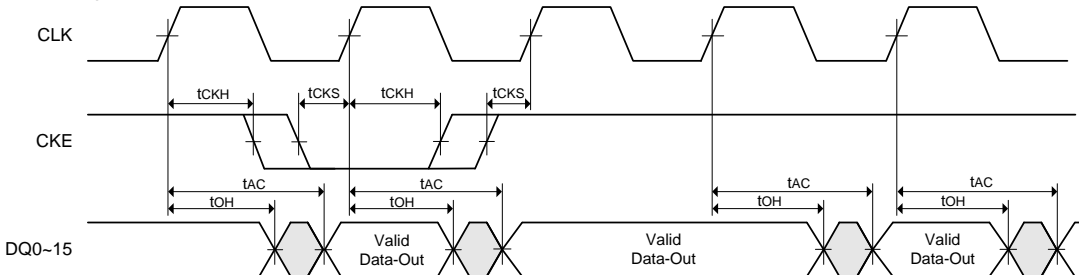 CLK
tCKH tCKS tCKH tCKS
CKE
tAC tAC tAC tAC
tOH tOH tOH tOH
DQ0~15
Valid Data-Out
Valid Data-Out
Valid Data-Out